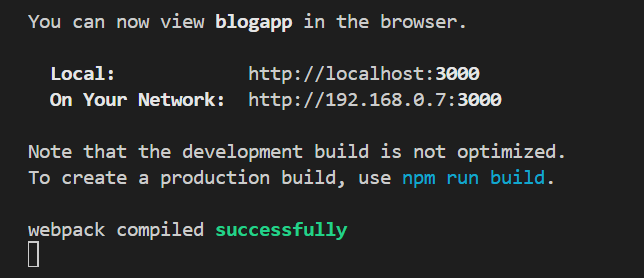 You can now view blogapp in the browser.
Local: http://localhost:3000
On Your Network: http://192.168.0.7:3000
Note that the development build is not optimized.
To create a production build, use npm run build.
webpack compiled successfully